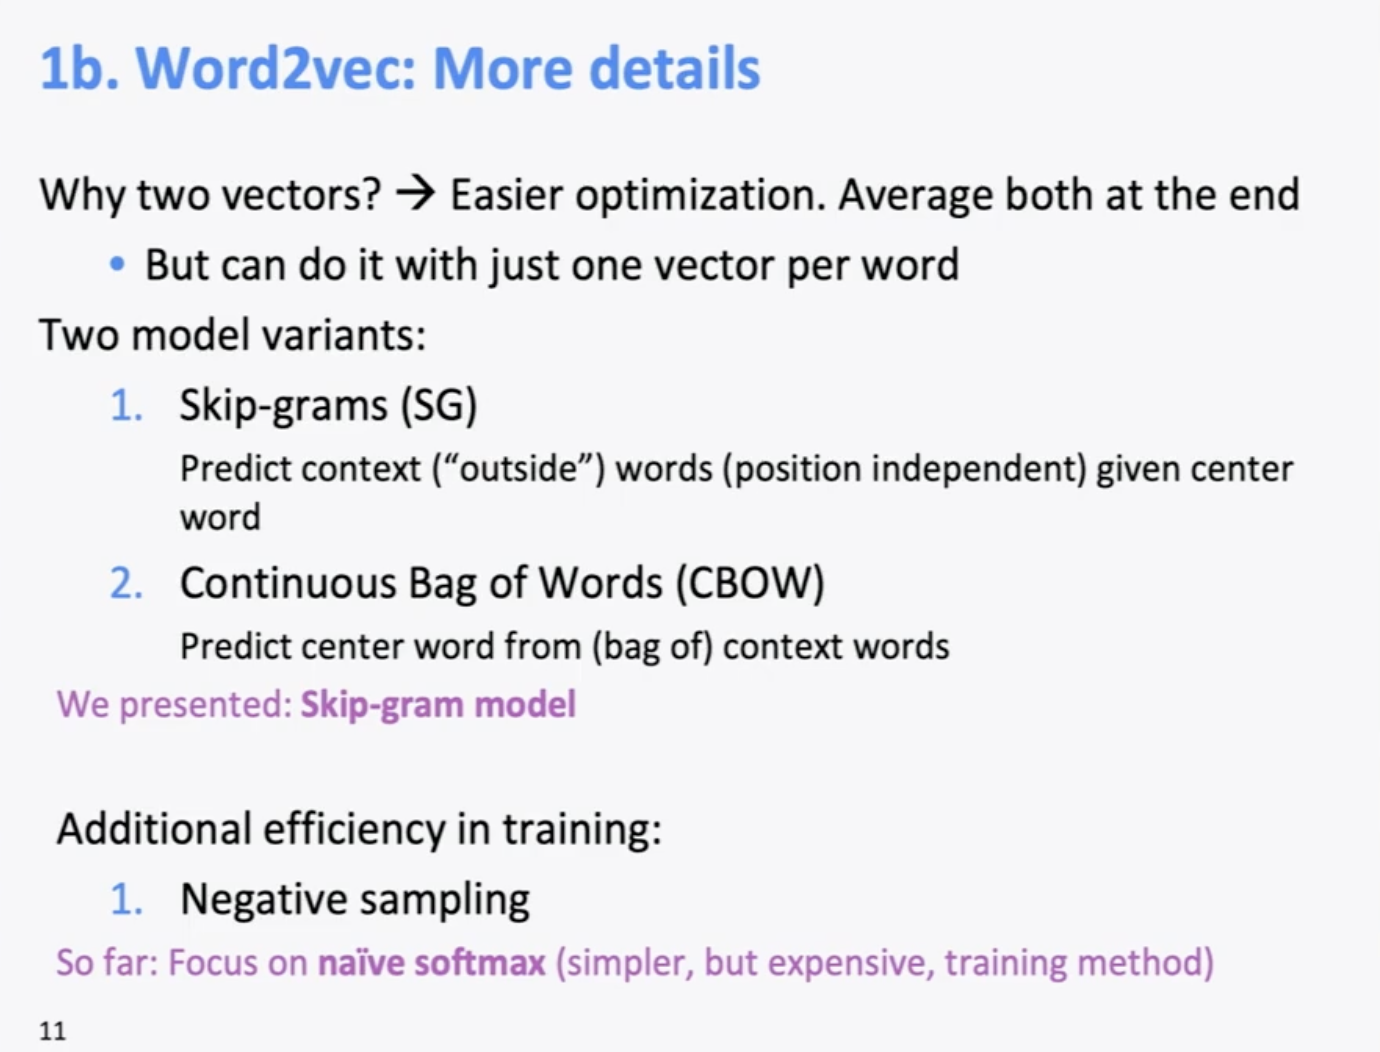 1b. Word2vec: More details
Why two vectors? → Easier optimization. Average both at the end
• But can do it with just one vector per word
Two model variants:
1. Skip-grams (SG)
Predict context (“outside”) words (position independent) given center
word
2. Continuous Bag of Words (CBOW)
Predict center word from (bag of) context words
We presented: Skip-gram model
Additional efficiency in training:
1. Negative sampling
So far: Focus on naïve softmax (simpler, but expensive, training method)
11